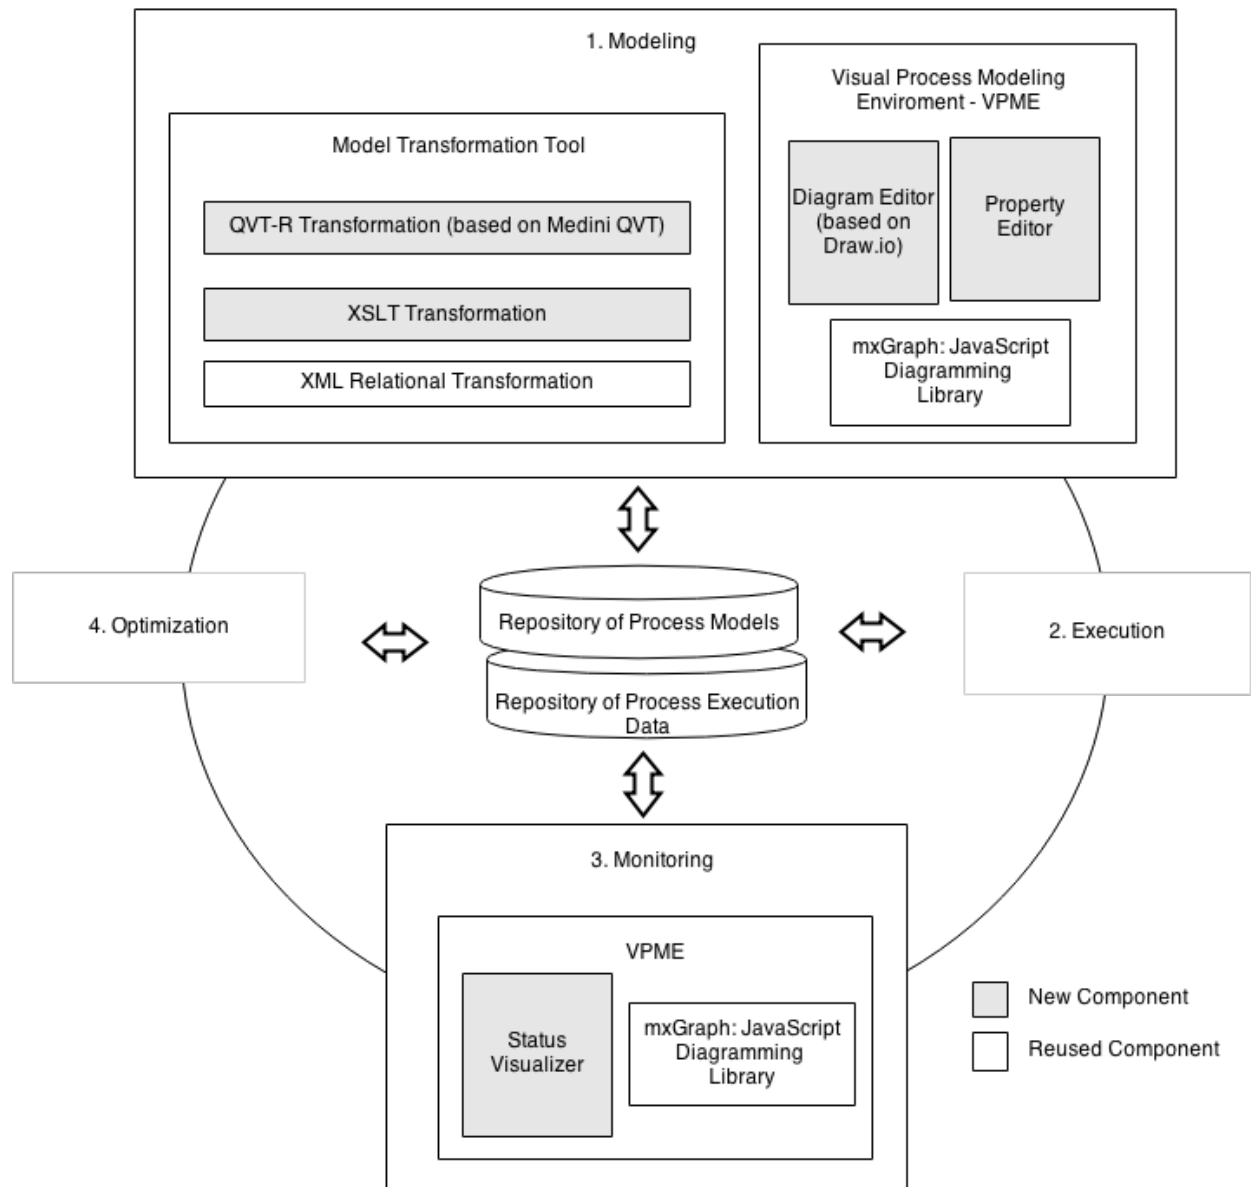 1. Modeling
Model Transformation Tool
QVT-R Transformation (based on Medini QVT)
XSLT Transformation
XML Relational Transformation
Visual Process Modeling
Enviroment - VPME
Diagram Editor
(based on
Draw.io)
Property
Editor
mxGraph: JavaScript
Diagramming
Library
4. Optimization
Repository of Process Models
Repository of Process Execution
Data
2. Execution
3. Monitoring
VPME
Status
Visualizer
mxGraph: JavaScript
Diagramming
Library
New Component
Reused Component